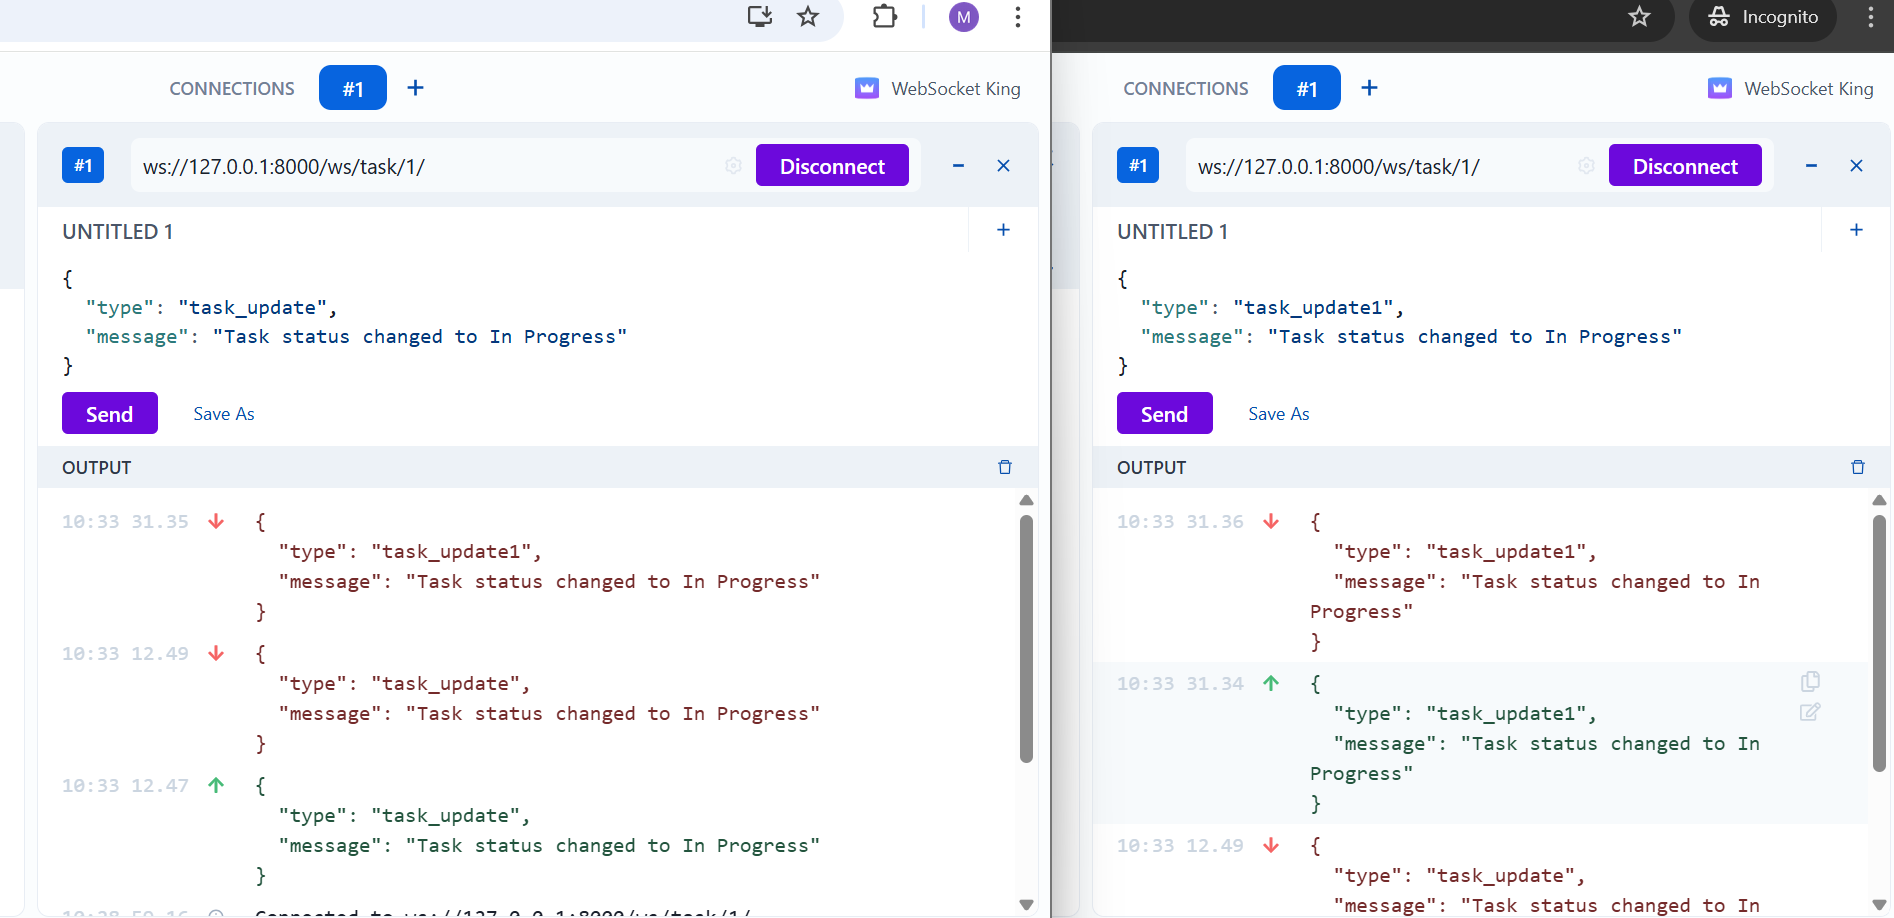 M
CONNECTIONS
#1
+
WebSocket King
#1
ws://127.0.0.1:8000/ws/task/1/
Disconnect
UNTITLED 1
+
{
"type": "task_update",
"message": "Task status changed to In Progress"
}
Send
Save As
OUTPUT
10:33 31.35
{
"type": "task_update1",
"message": "Task status changed to In Progress"
}
10:33 12.49
{
"type": "task_update",
"message": "Task status changed to In Progress"
}
10:33 12.47
{
"type": "task_update",
"message": "Task status changed to In Progress"
}
Connected to ws://127.0.0.1:8000/ws/task/1/
Incognito
CONNECTIONS
#1
+
WebSocket King
#1
ws://127.0.0.1:8000/ws/task/1/
Disconnect
UNTITLED 1
+
{
"type": "task_update1",
"message": "Task status changed to In Progress"
}
Send
Save As
OUTPUT
10:33 31.36
{
"type": "task_update1",
"message": "Task status changed to In
Progress"
}
10:33 31.34
{
"type": "task_update1",
"message": "Task status changed to In
Progress"
}
10:33 12.49
{
"type": "task_update",
"message": "Task status changed to In